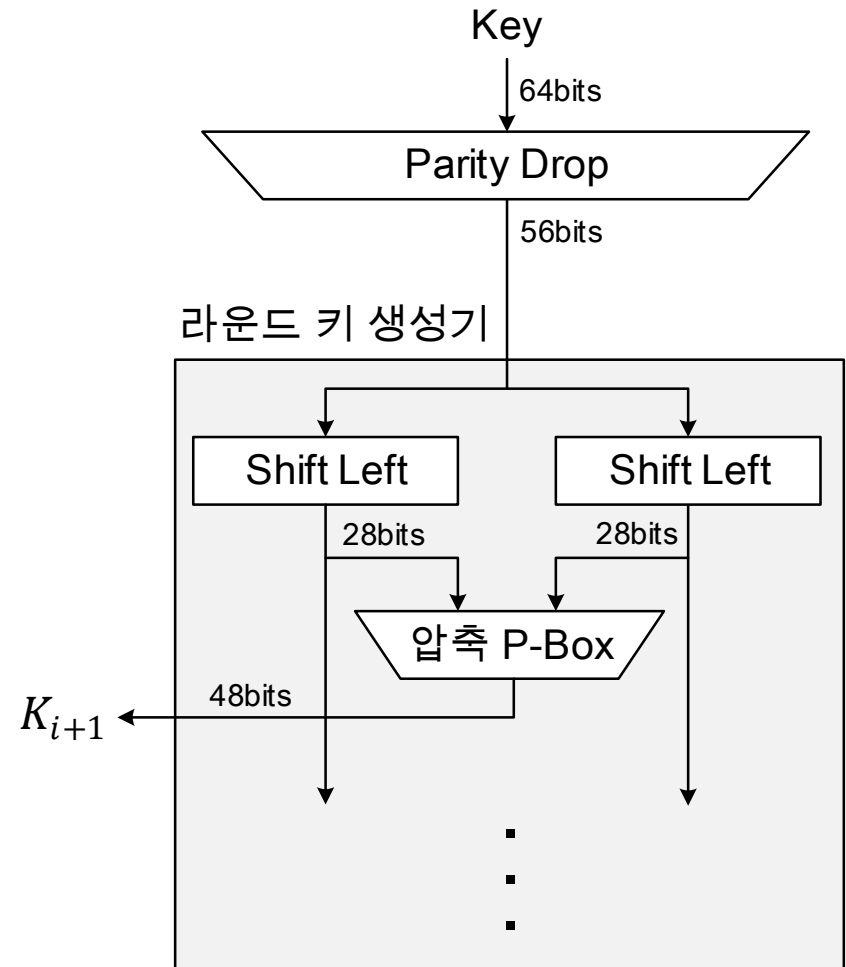 Key
64bits
Parity Drop
56bits
라운드 키 생성기
Shift Left
Shift Left
28bits
28bits
압축 P-Box
48bits
K_{i+1}